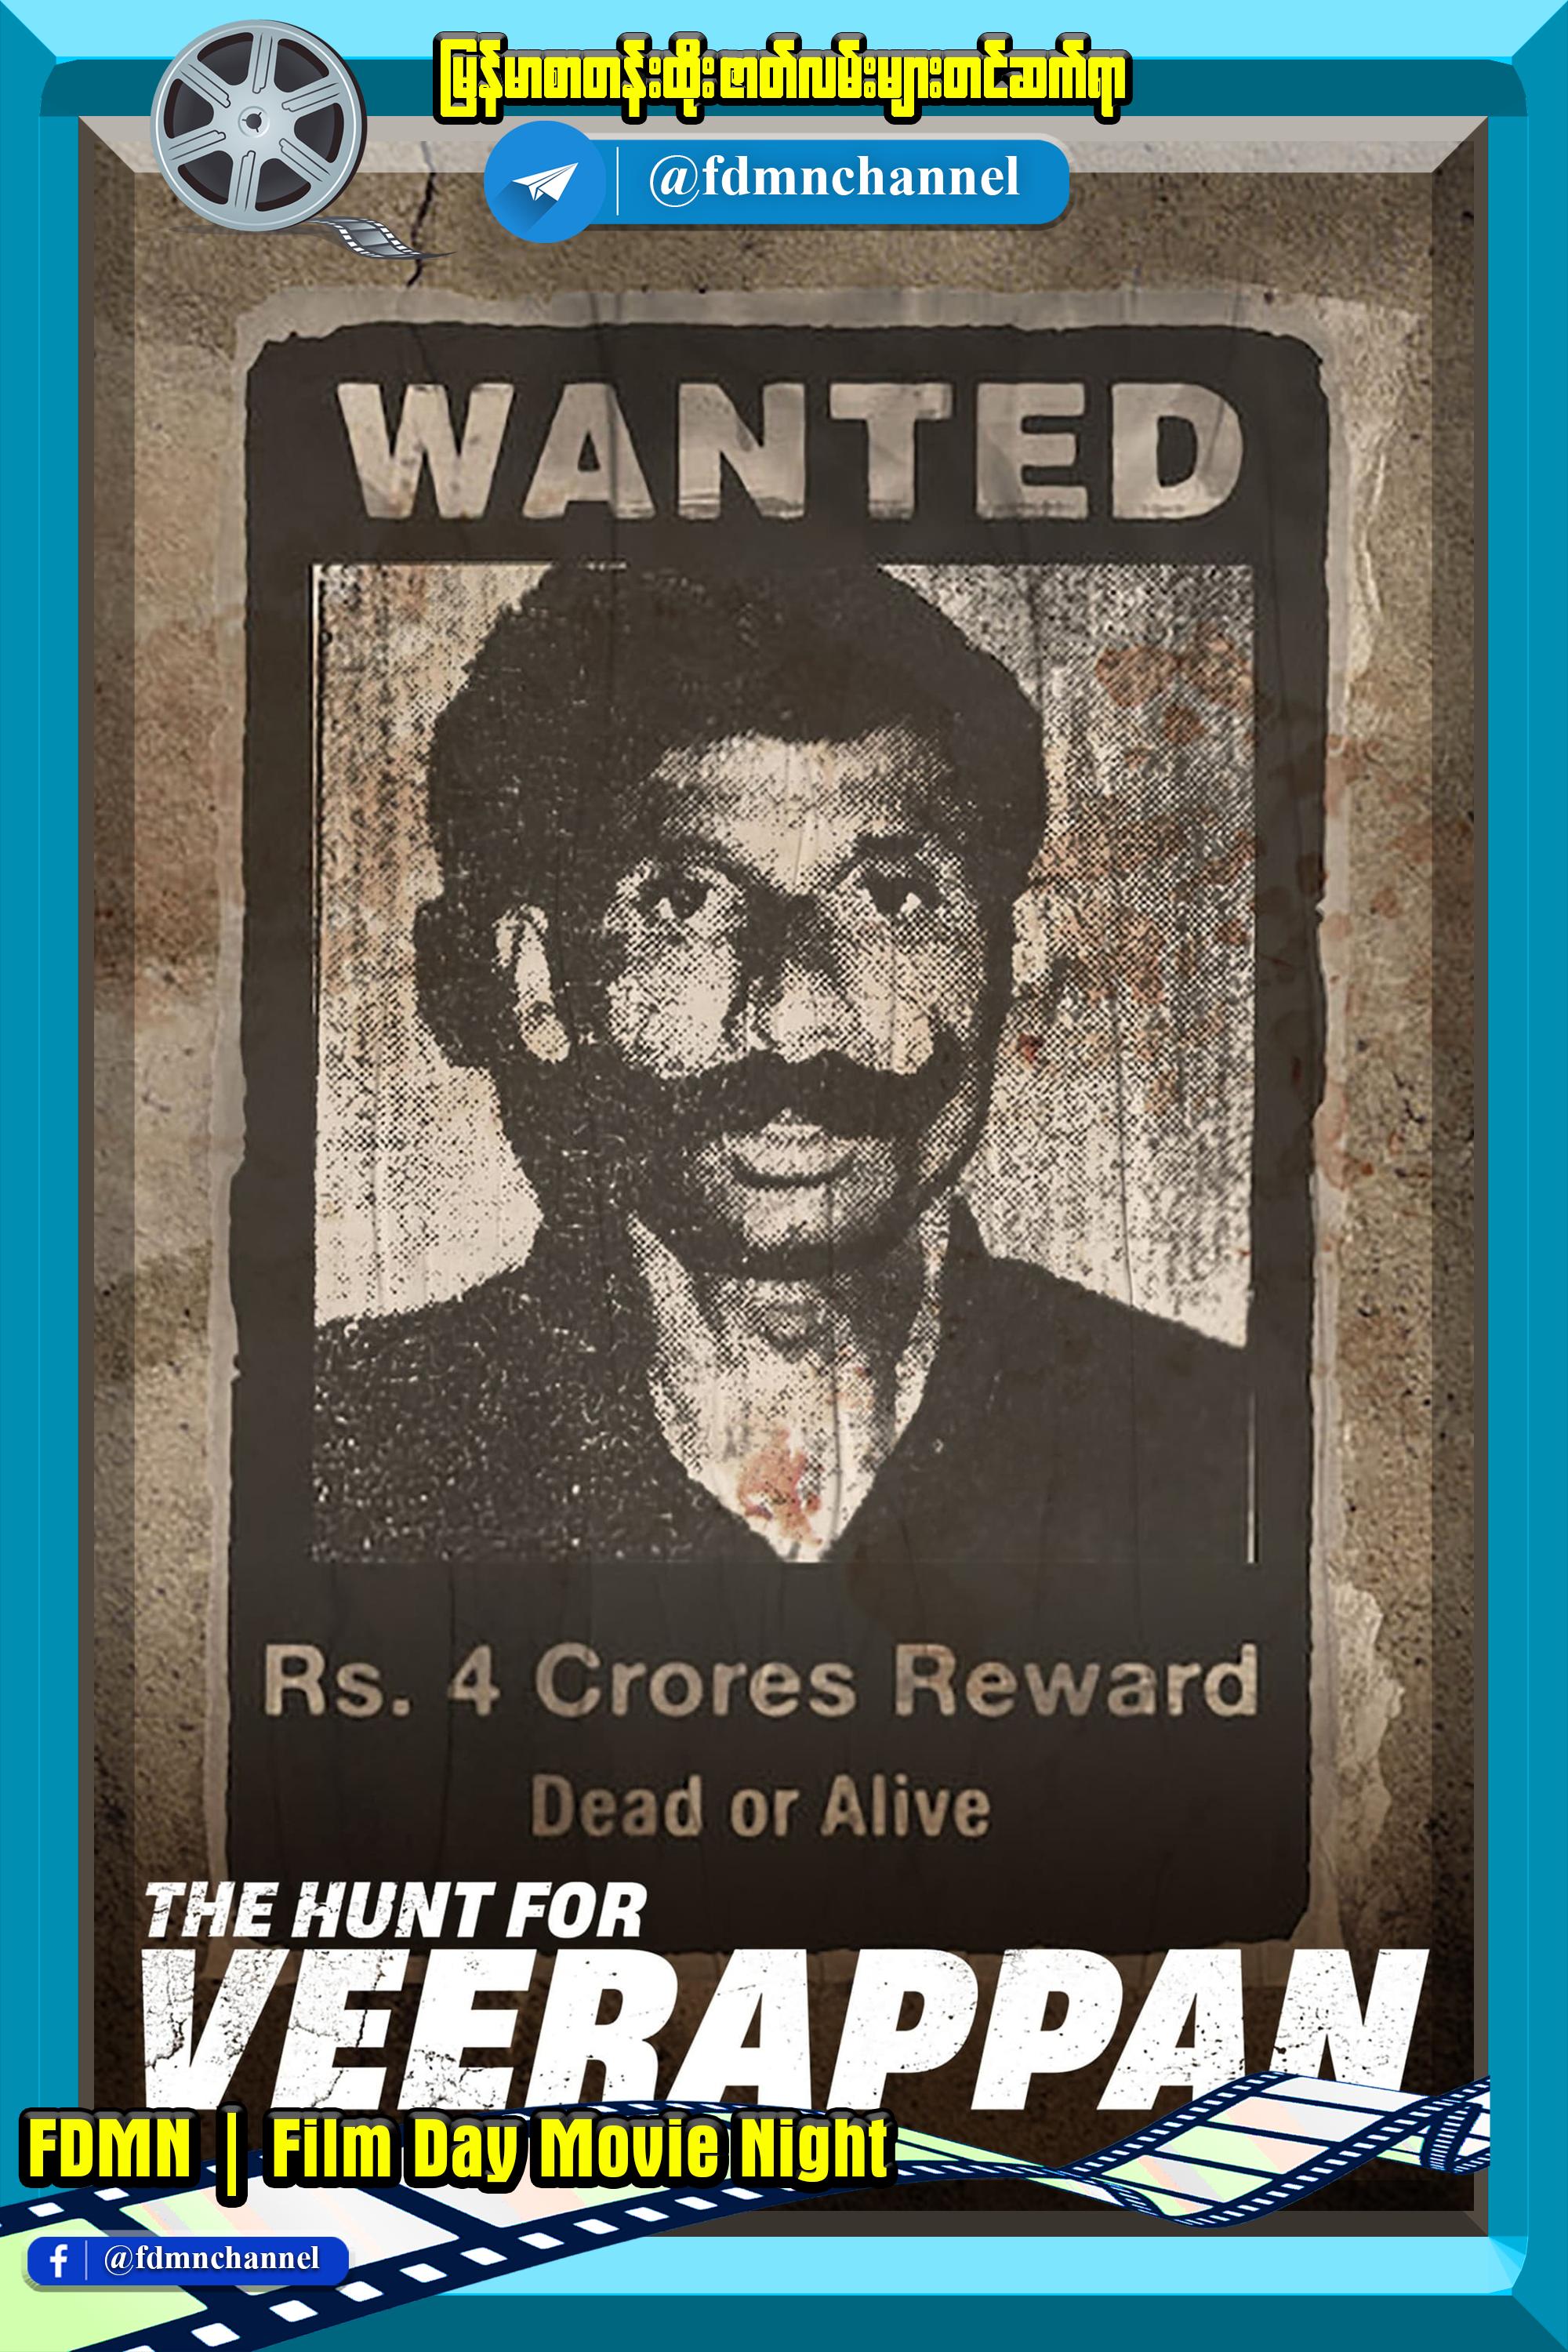 မြန်မာစာတန်းထိုး ဇာတ်လမ်းများတင်ဆက်ရာ
@fdmnchannel
WANTED
Rs. 4 Crores Reward
Dead or Alive
THE HUNT FOR
VEERAPPAN
FDMN | Film Day Movie Night
@fdmnchannel